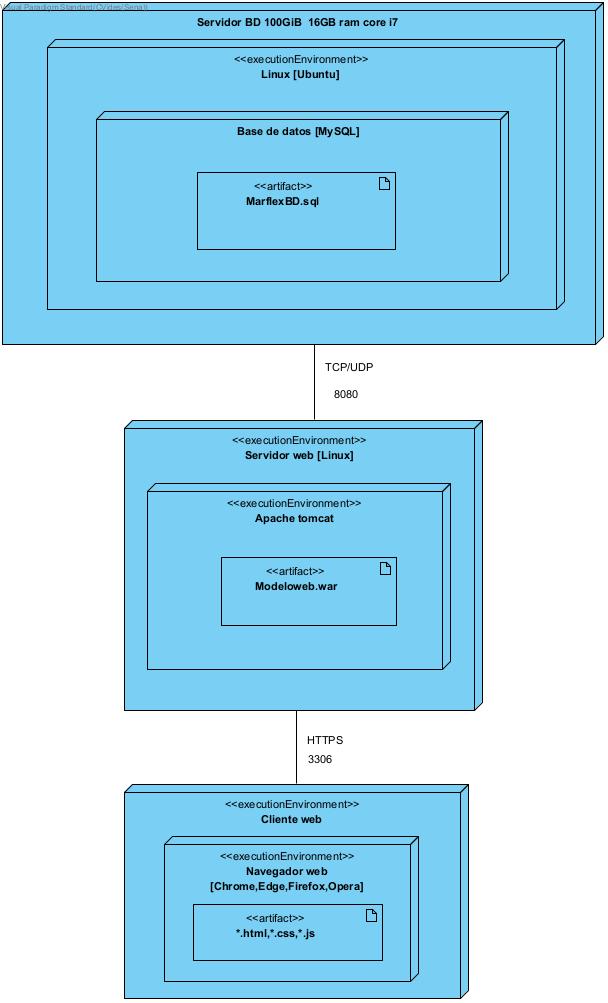 Visual Paradigm Standard(CVides(Sena))
Servidor BD 100GiB 16GB ram core i7
<<executionEnvironment>>
Linux [Ubuntu]
Base de datos [MySQL]
<<artifact>>
MarflexBD.sql
TCP/UDP
8080
<<executionEnvironment>>
Servidor web [Linux]
<<executionEnvironment>>
Apache tomcat
<<artifact>>
Modeloweb.war
HTTPS
3306
<<executionEnvironment>>
Cliente web
<<executionEnvironment>>
Navegador web
[Chrome,Edge,Firefox,Opera]
<<artifact>>
*.html,*.css,*.js